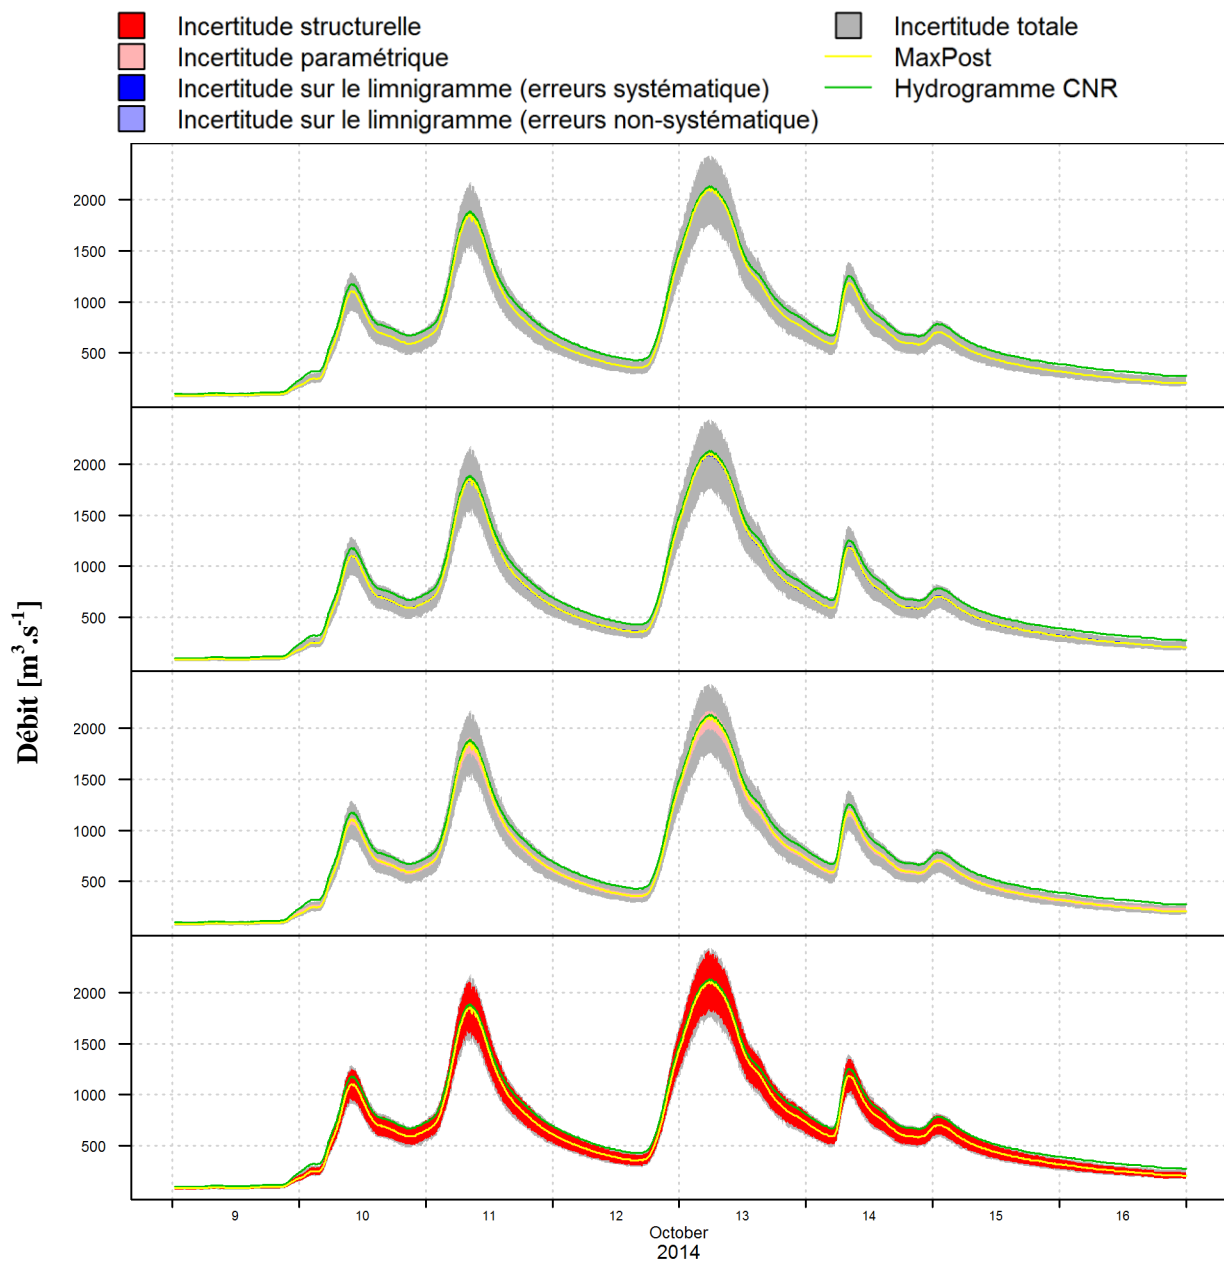 Incertitude structurelle
Incertitude paramétrique
Incertitude sur le limnigramme (erreurs systématique)
Incertitude sur le limnigramme (erreurs non-systématique)
Incertitude totale
MaxPost
Hydrogramme CNR
Débit [m³.s⁻¹]
2000
1500
1000
500
2000
1500
1000
500
2000
1500
1000
500
2000
1500
1000
500
9 10 11 12 13 14 15 16
October
2014